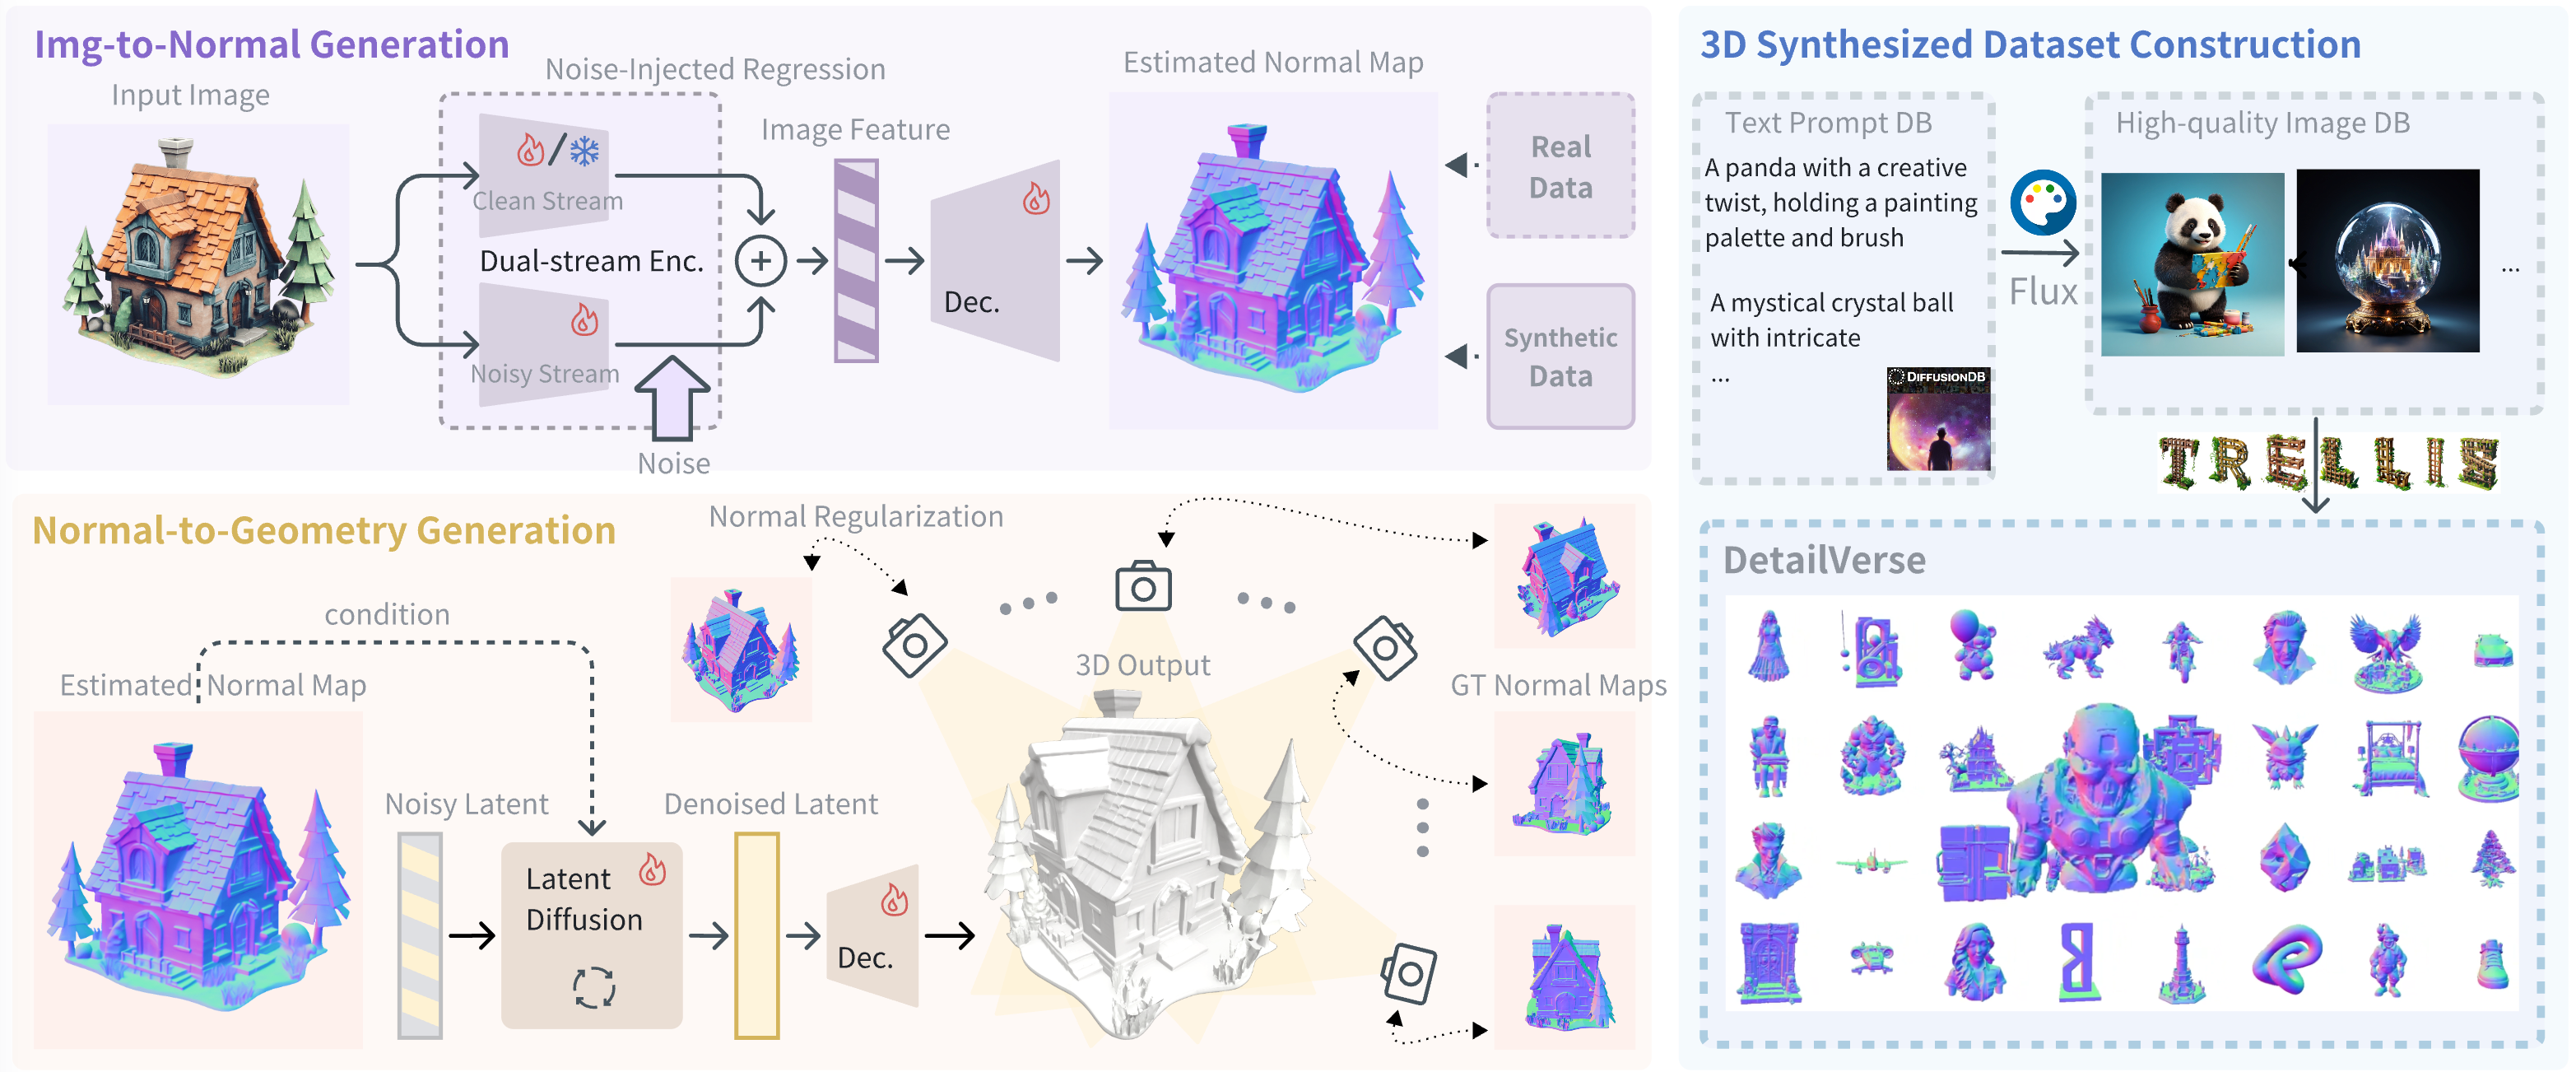 Img-to-Normal Generation
Input Image
Noise-Injected Regression
Clean Stream
Dual-stream Enc.
Noisy Stream
Noise
Image Feature
Dec.
Estimated Normal Map
Real
Data
Synthetic
Data
Normal-to-Geometry Generation
condition
Estimated Normal Map
Noisy Latent
Latent
Diffusion
Denoised Latent
Dec.
Normal Regularization
3D Output
GT Normal Maps
3D Synthesized Dataset Construction
Text Prompt DB
A panda with a creative
twist, holding a painting
palette and brush
A mystical crystal ball
with intricate
...
DIFFUSIONDB
Flux
High-quality Image DB
...
TRELLIS
DetailVerse